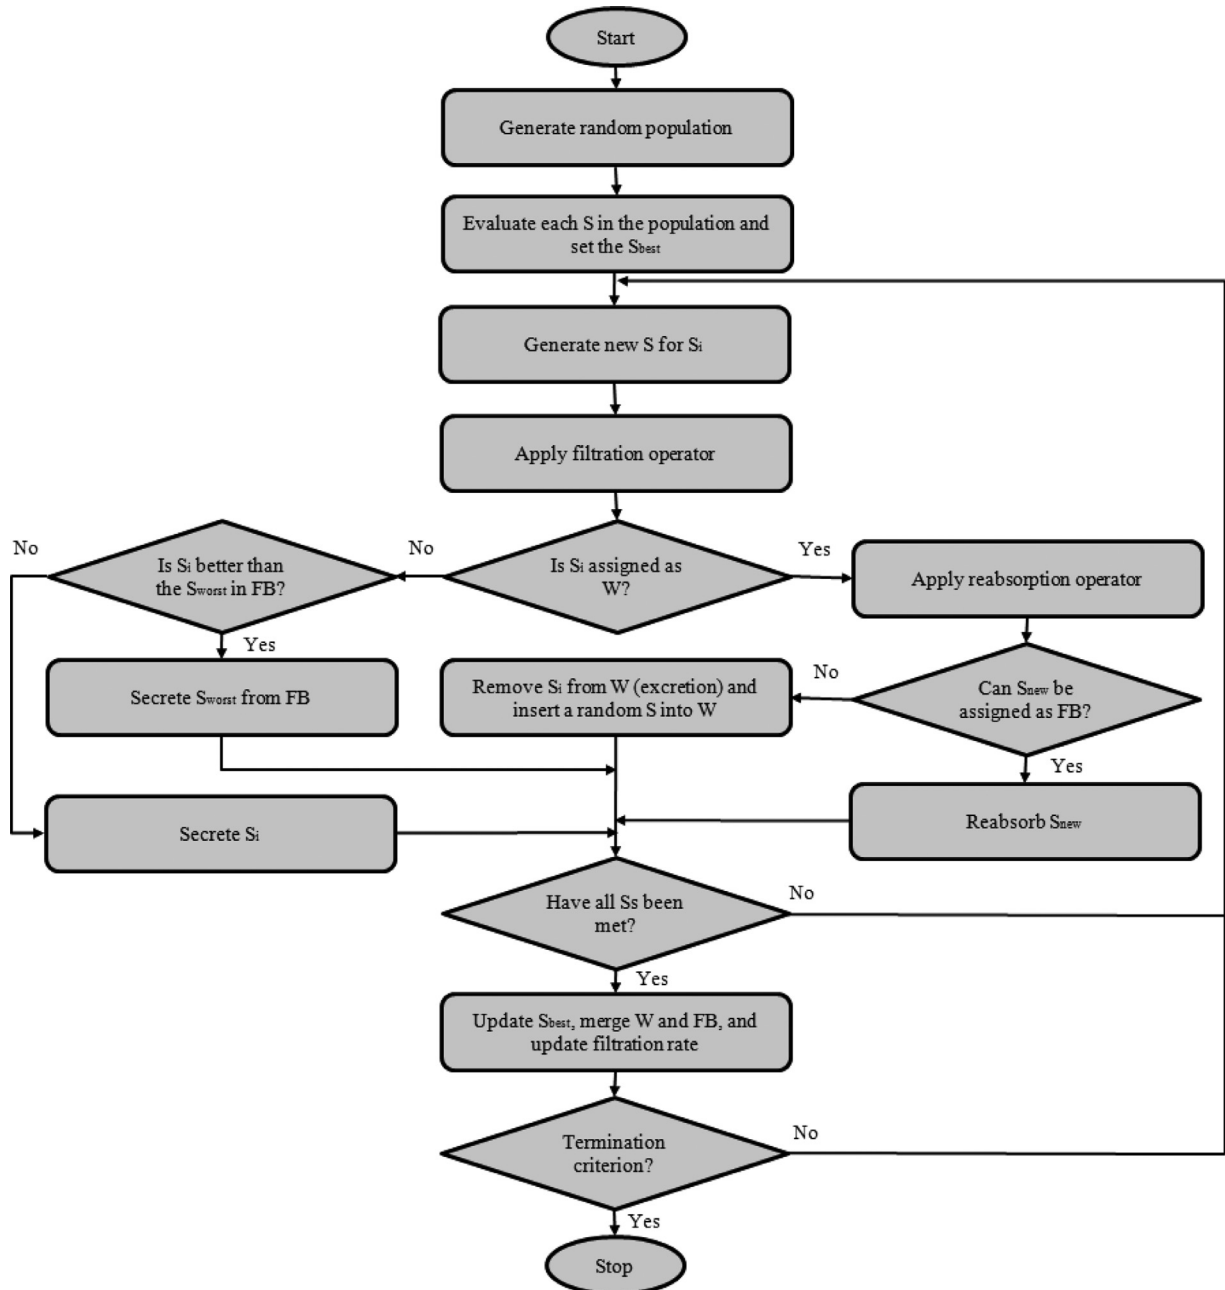 Start
Generate random population
Evaluate each S in the population and
set the Sbest
Generate new S for Si
Apply filtration operator
No
Is Si better than
the Sworst in FB?
No
Is Si assigned as
W?
Yes
Apply reabsorption operator
Yes
Secrete Sworst from FB
Remove Si from W (excretion) and
insert a random S into W
No
Can Snew be
assigned as FB?
Yes
Secrete Si
Reabsorb Snew
Have all Ss been
met?
No
Yes
Update Sbest, merge W and FB, and
update filtration rate
Termination
criterion?
No
Yes
Stop